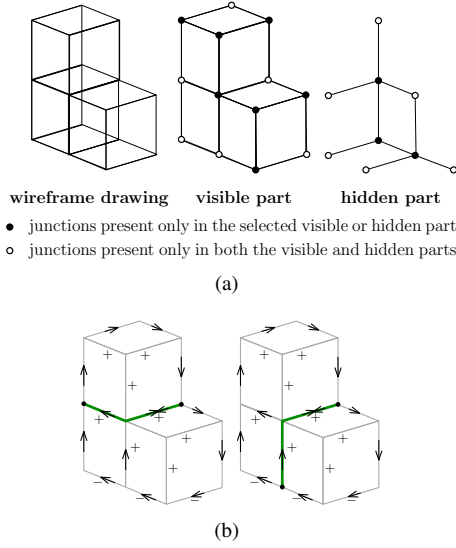 wireframe drawing visible part hidden part
● junctions present only in the selected visible or hidden part
○ junctions present only in both the visible and hidden parts
(a)
+ + + + + + + +
+ +
+ + + +
+ +
− − − −
(b)